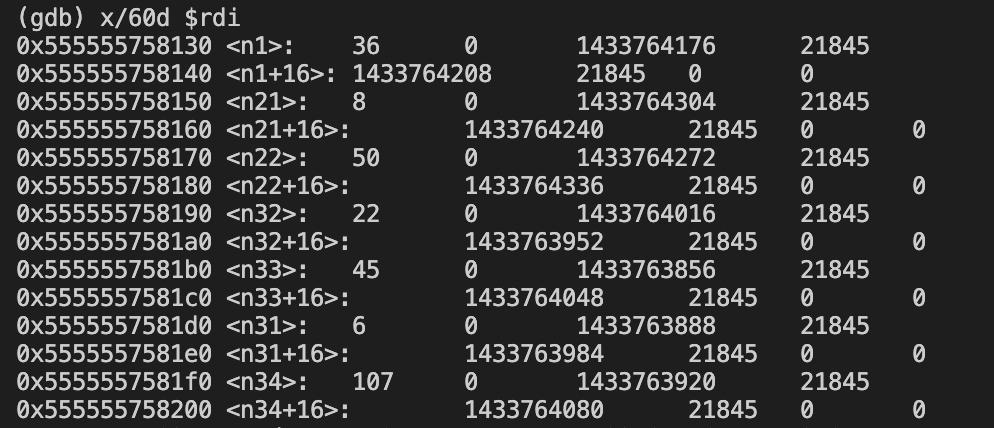 (gdb) x/60d $rdi
0x555555758130 <n1>: 36 0 1433764176 21845
0x555555758140 <n1+16>: 1433764208 21845 0 0
0x555555758150 <n21>: 8 0 1433764304 21845
0x555555758160 <n21+16>: 1433764240 21845 0 0
0x555555758170 <n22>: 50 0 1433764272 21845
0x555555758180 <n22+16>: 1433764336 21845 0 0
0x555555758190 <n32>: 22 0 1433764016 21845
0x5555557581a0 <n32+16>: 1433763952 21845 0 0
0x5555557581b0 <n33>: 45 0 1433763856 21845
0x5555557581c0 <n33+16>: 1433764048 21845 0 0
0x5555557581d0 <n31>: 6 0 1433763888 21845
0x5555557581e0 <n31+16>: 1433763984 21845 0 0
0x5555557581f0 <n34>: 107 0 1433763920 21845
0x555555758200 <n34+16>: 1433764080 21845 0 0